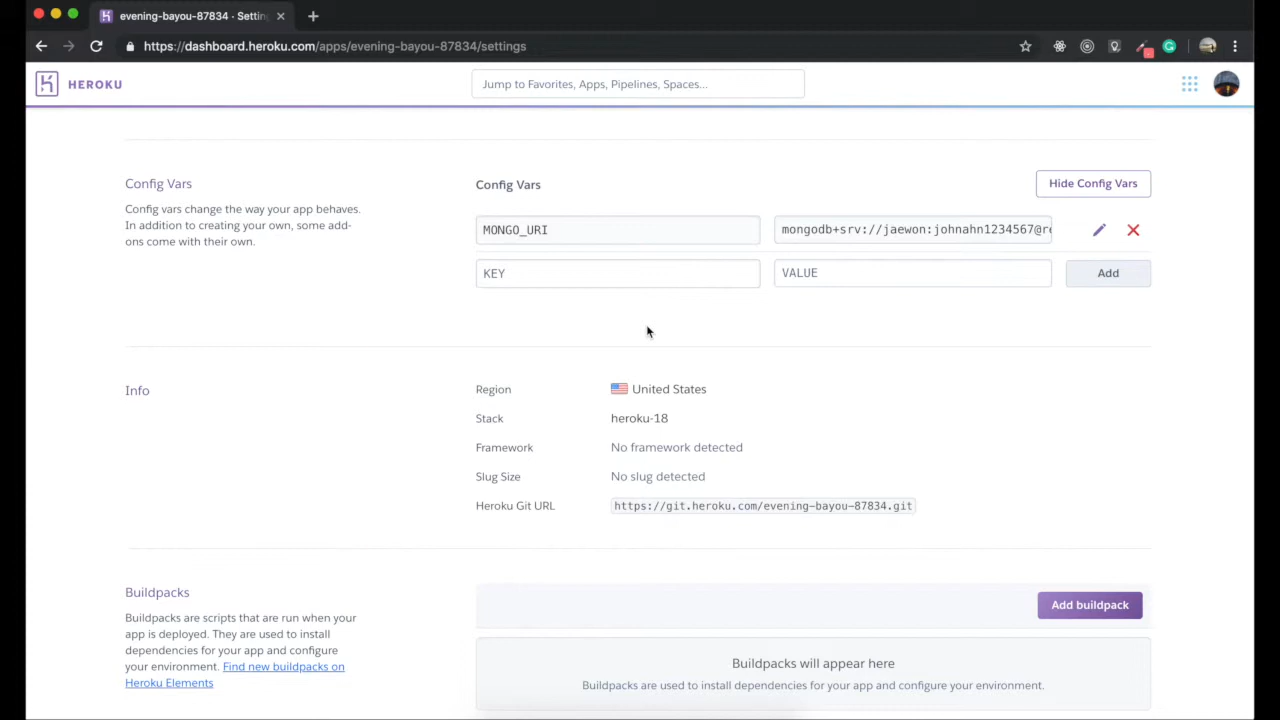 evening-bayou-87834 · Settin
https://dashboard.heroku.com/apps/evening-bayou-87834/settings
HEROKU
Jump to Favorites, Apps, Pipelines, Spaces...
Config Vars
Config vars change the way your app behaves.
In addition to creating your own, some add-
ons come with their own.
Config Vars
Hide Config Vars
MONGO_URI
mongodb+srv://jaewon:johnahn1234567@re
KEY
VALUE
Add
Info
Region
United States
Stack
heroku-18
Framework
No framework detected
Slug Size
No slug detected
Heroku Git URL
https://git.heroku.com/evening-bayou-87834.git
Buildpacks
Buildpacks are scripts that are run when your
app is deployed. They are used to install
dependencies for your app and configure
your environment. Find new buildpacks on
Heroku Elements
Add buildpack
Buildpacks will appear here
Buildpacks are used to install dependencies for your app and configure your environment.